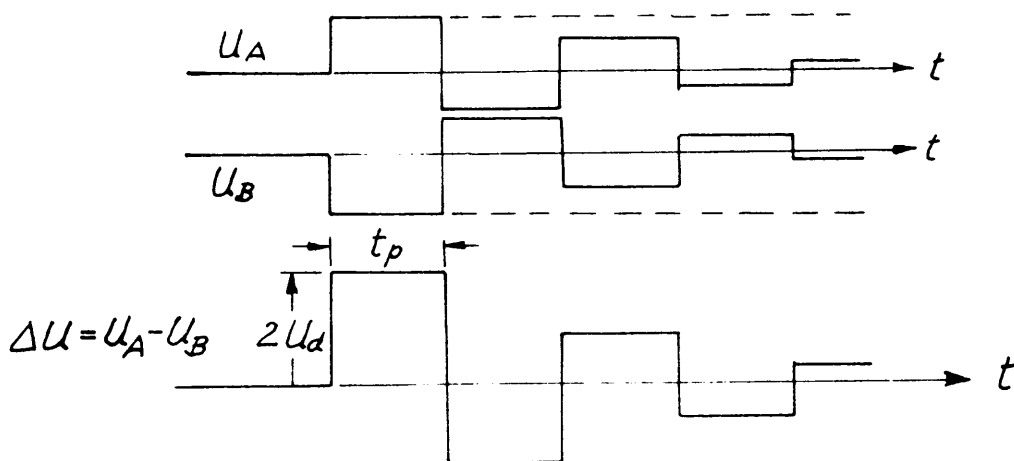 U_A
t
t
U_B
t_p
ΔU = U_A - U_B
2U_d
t